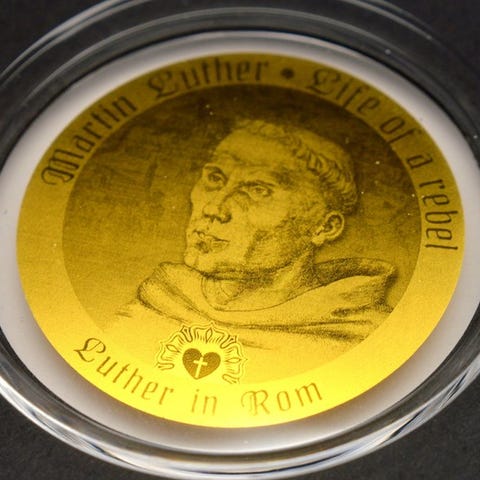 Martin Luther • Life of a rebel
Luther in Rom